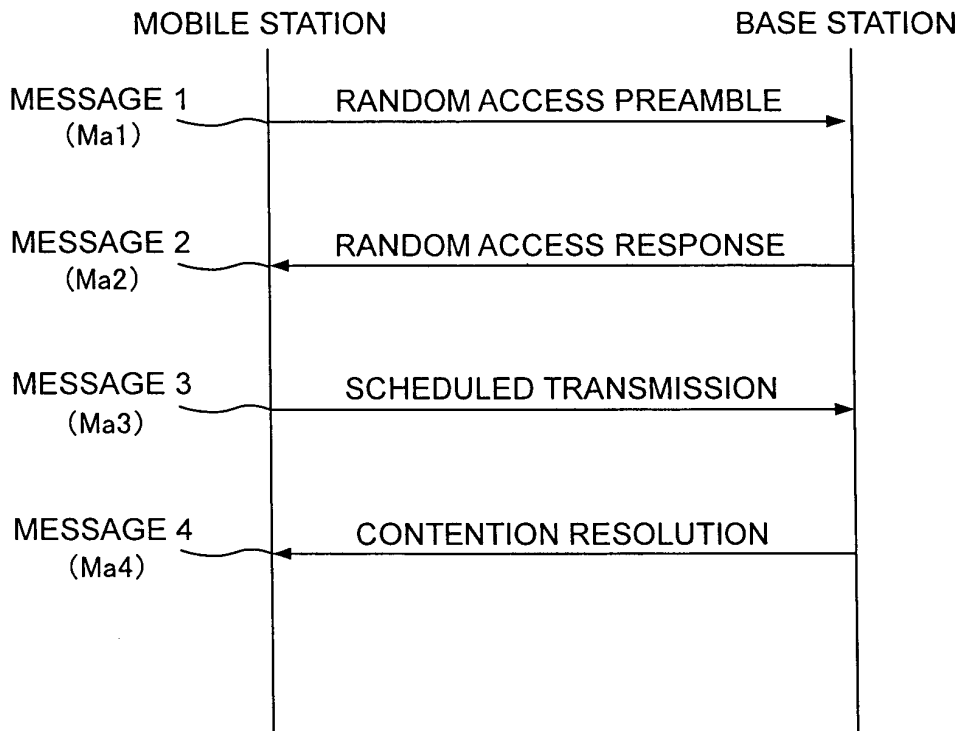 MOBILE STATION
BASE STATION
MESSAGE 1
(Ma1)
RANDOM ACCESS PREAMBLE
MESSAGE 2
(Ma2)
RANDOM ACCESS RESPONSE
MESSAGE 3
(Ma3)
SCHEDULED TRANSMISSION
MESSAGE 4
(Ma4)
CONTENTION RESOLUTION